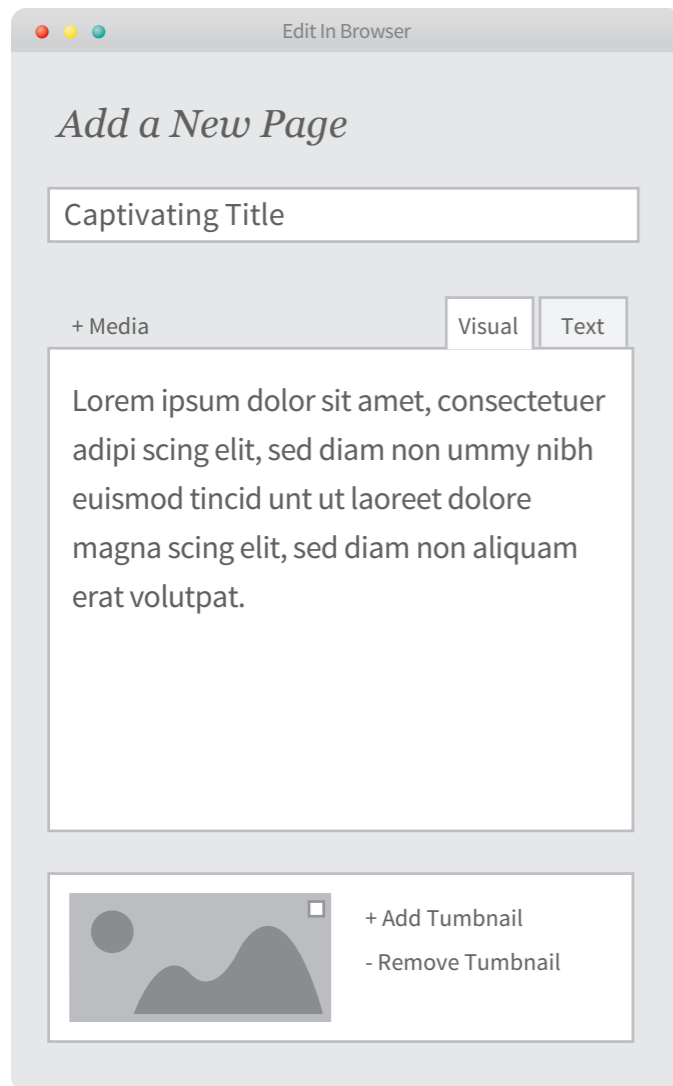 Edit In Browser
Add a New Page
Captivating Title
+ Media
Visual
Text
Lorem ipsum dolor sit amet, consectetuer
adipi scing elit, sed diam non ummy nibh
euismod tincid unt ut laoreet dolore
magna scing elit, sed diam non aliquam
erat volutpat.
+ Add Tumbnail
- Remove Tumbnail